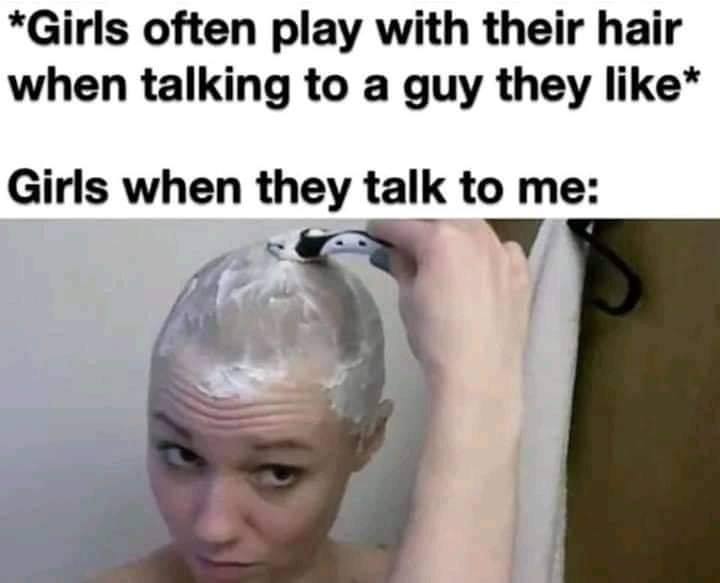 *Girls often play with their hair
when talking to a guy they like*
Girls when they talk to me: